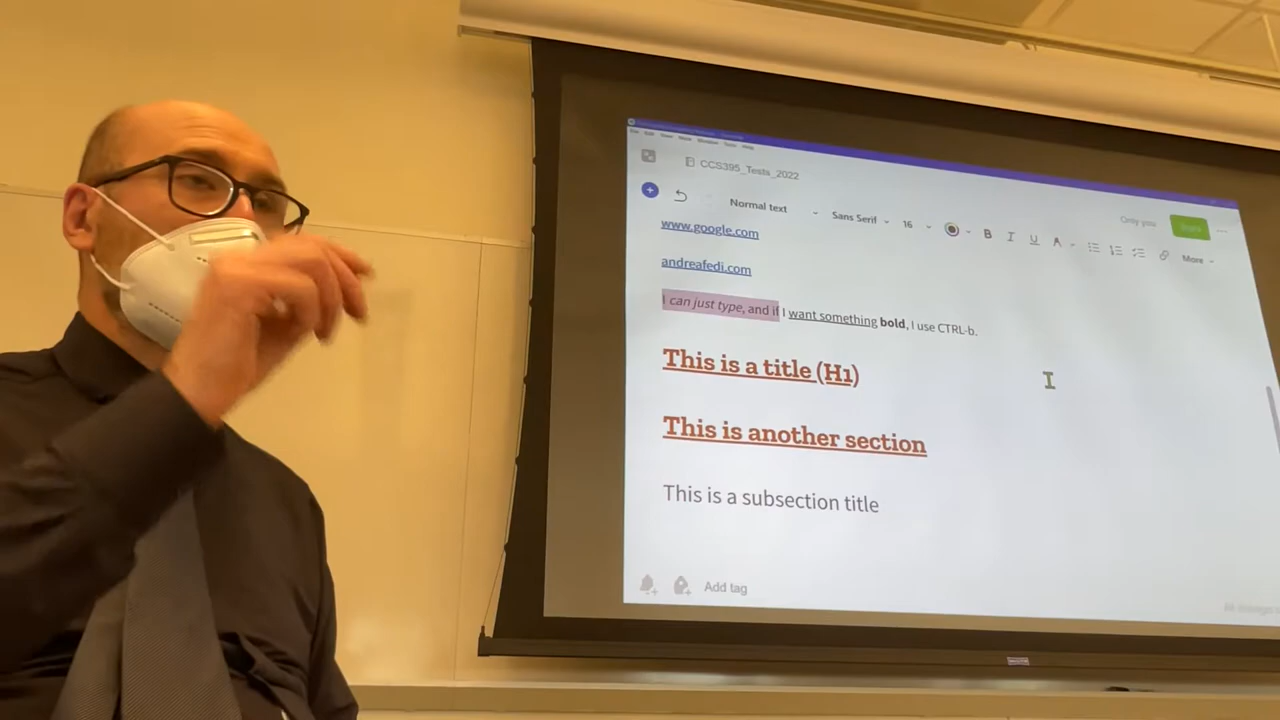 CCS395_Tests_2022
Normal text Sans Serif 16 B I U A More
Only you
www.google.com
andreafedi.com
I can just type, and if I want something bold, I use CTRL-b.
This is a title (H1)
This is another section
This is a subsection title
Add tag